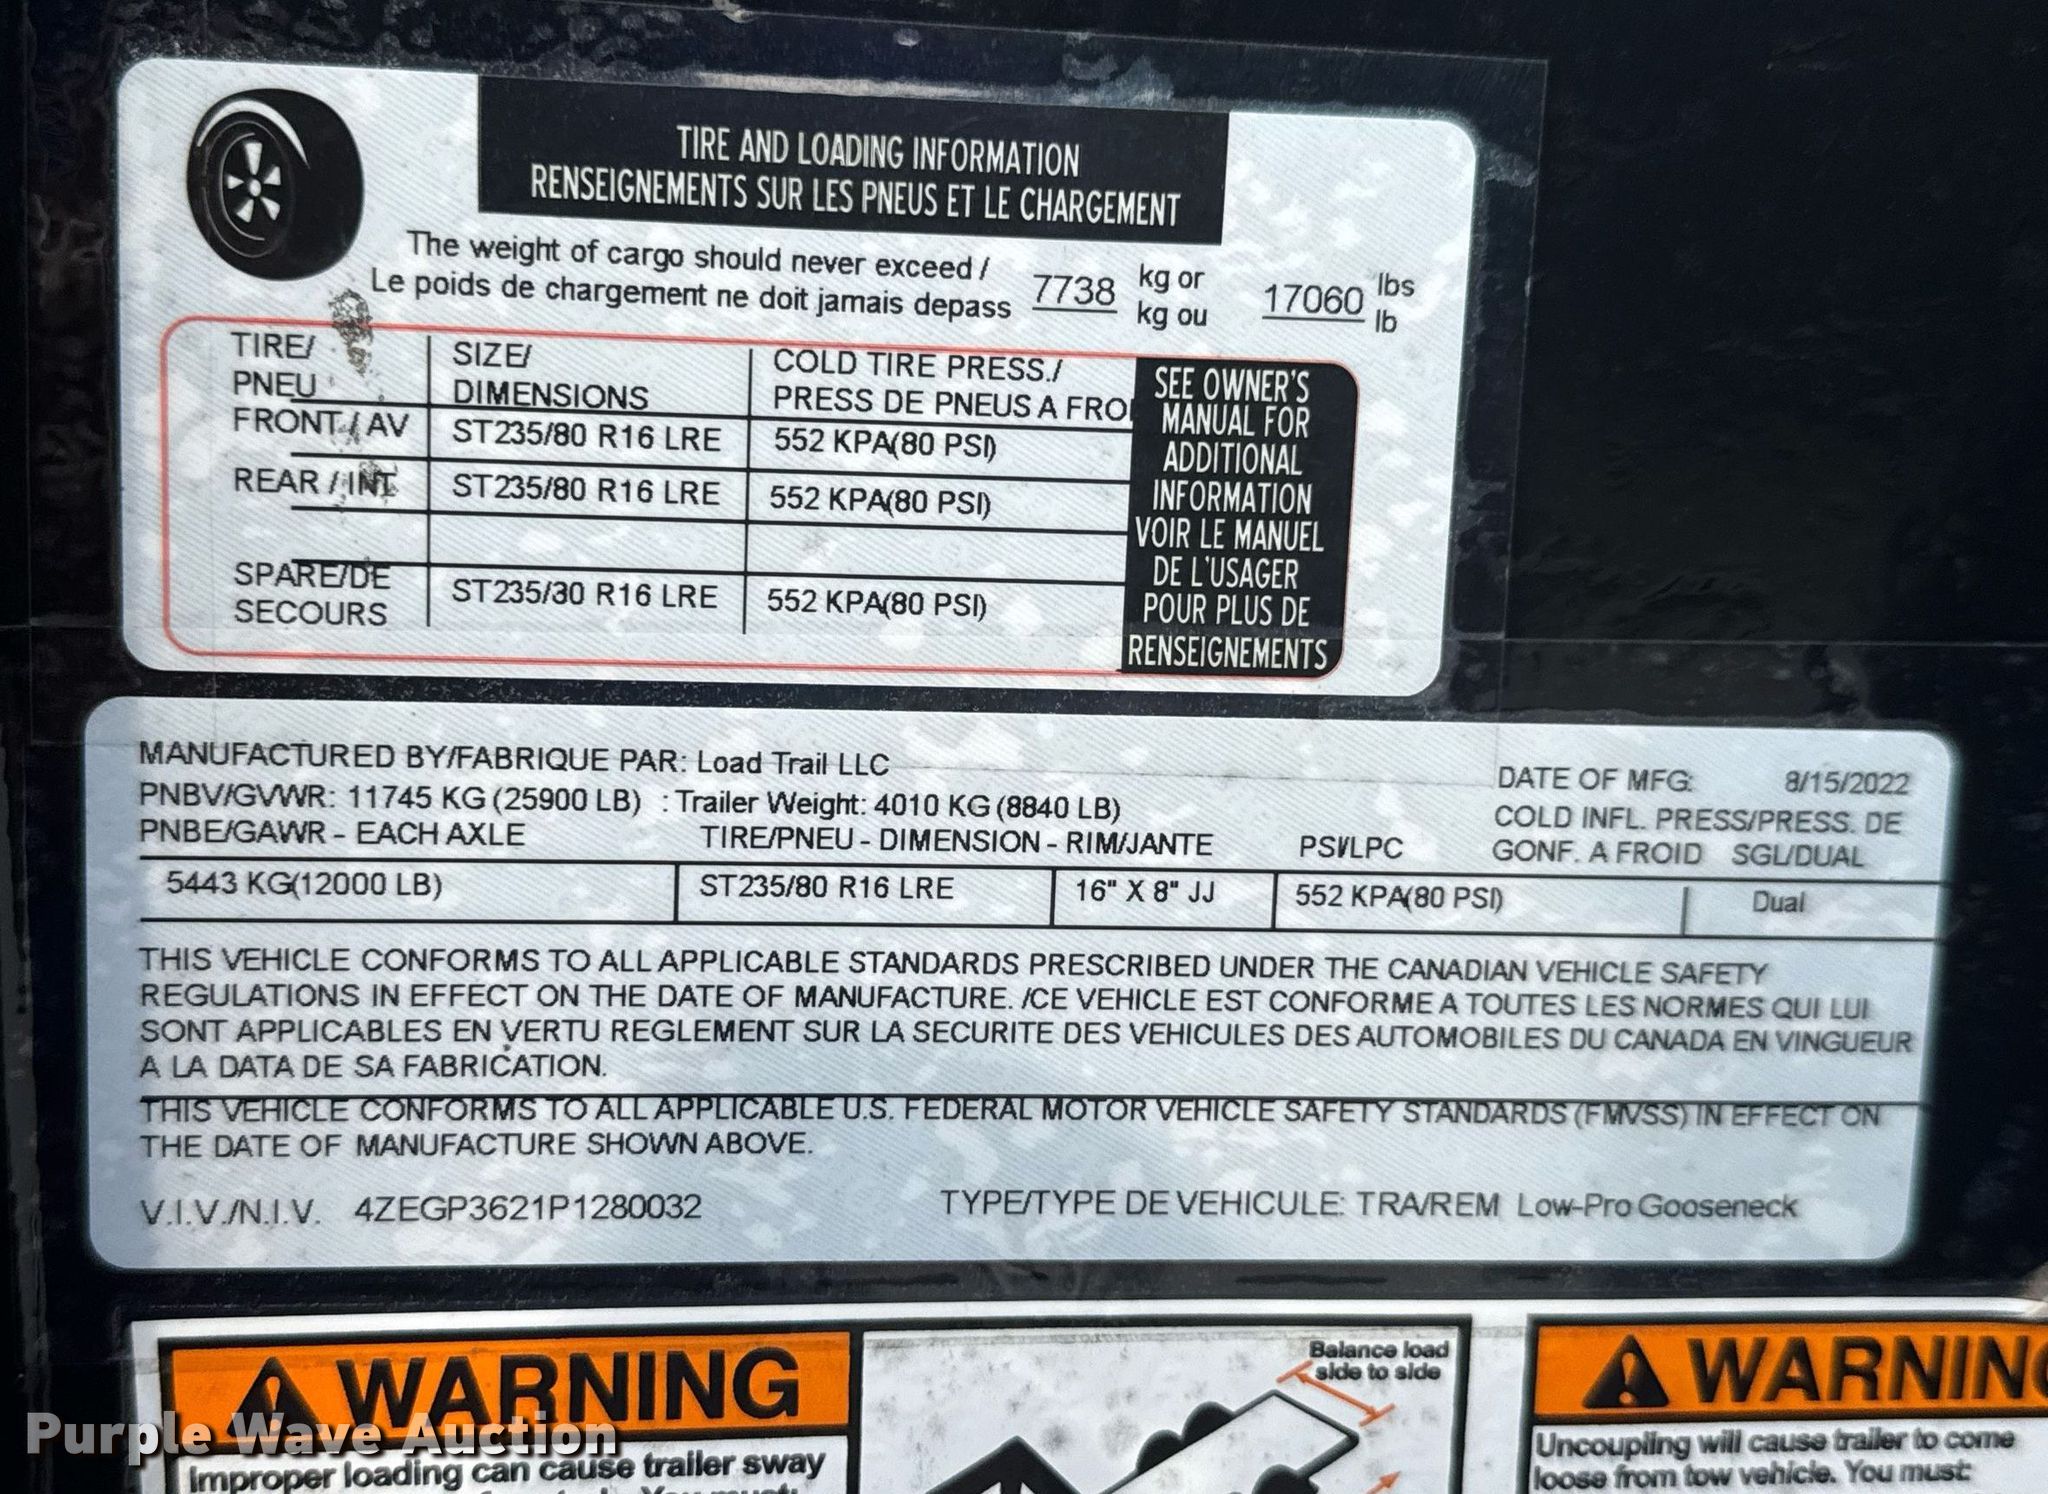 TIRE AND LOADING INFORMATION
RENSEIGNEMENTS SUR LES PNEUS ET LE CHARGEMENT
The weight of cargo should never exceed / 7738 kg or 17060 lbs
Le poids de chargement ne doit jamais depass kg ou lb
TIRE/ SIZE/ COLD TIRE PRESS./
PNEU DIMENSIONS PRESS DE PNEUS A FROI
FRONT / AV ST235/80 R16 LRE 552 KPA(80 PSI)
REAR / INT ST235/80 R16 LRE 552 KPA(80 PSI)
SPARE/DE
SECOURS ST235/80 R16 LRE 552 KPA(80 PSI)
SEE OWNER'S
MANUAL FOR
ADDITIONAL
INFORMATION
VOIR LE MANUEL
DE L'USAGER
POUR PLUS DE
RENSEIGNEMENTS
MANUFACTURED BY/FABRIQUE PAR: Load Trail LLC DATE OF MFG: 8/15/2022
PNBV/GVWR: 11745 KG (25900 LB) : Trailer Weight: 4010 KG (8840 LB) COLD INFL. PRESS/PRESS. DE
PNBE/GAWR - EACH AXLE TIRE/PNEU - DIMENSION - RIM/JANTE PSI/LPC GONF. A FROID SGL/DUAL
5443 KG(12000 LB) ST235/80 R16 LRE 16" X 8" JJ 552 KPA(80 PSI) Dual
THIS VEHICLE CONFORMS TO ALL APPLICABLE STANDARDS PRESCRIBED UNDER THE CANADIAN VEHICLE SAFETY
REGULATIONS IN EFFECT ON THE DATE OF MANUFACTURE. /CE VEHICLE EST CONFORME A TOUTES LES NORMES QUI LUI
SONT APPLICABLES EN VERTU REGLEMENT SUR LA SECURITE DES VEHICULES DES AUTOMOBILES DU CANADA EN VINGUEUR
A LA DATA DE SA FABRICATION.
THIS VEHICLE CONFORMS TO ALL APPLICABLE U.S. FEDERAL MOTOR VEHICLE SAFETY STANDARDS (FMVSS) IN EFFECT ON
THE DATE OF MANUFACTURE SHOWN ABOVE.
V.I.V./N.I.V. 4ZEGP3621P1280032 TYPE/TYPE DE VEHICULE: TRA/REM Low-Pro Gooseneck
WARNING
Improper loading can cause trailer sway
Balance load
side to side
WARNING
Uncoupling will cause trailer to come
loose from tow vehicle. You must:
Purple Wave Auction